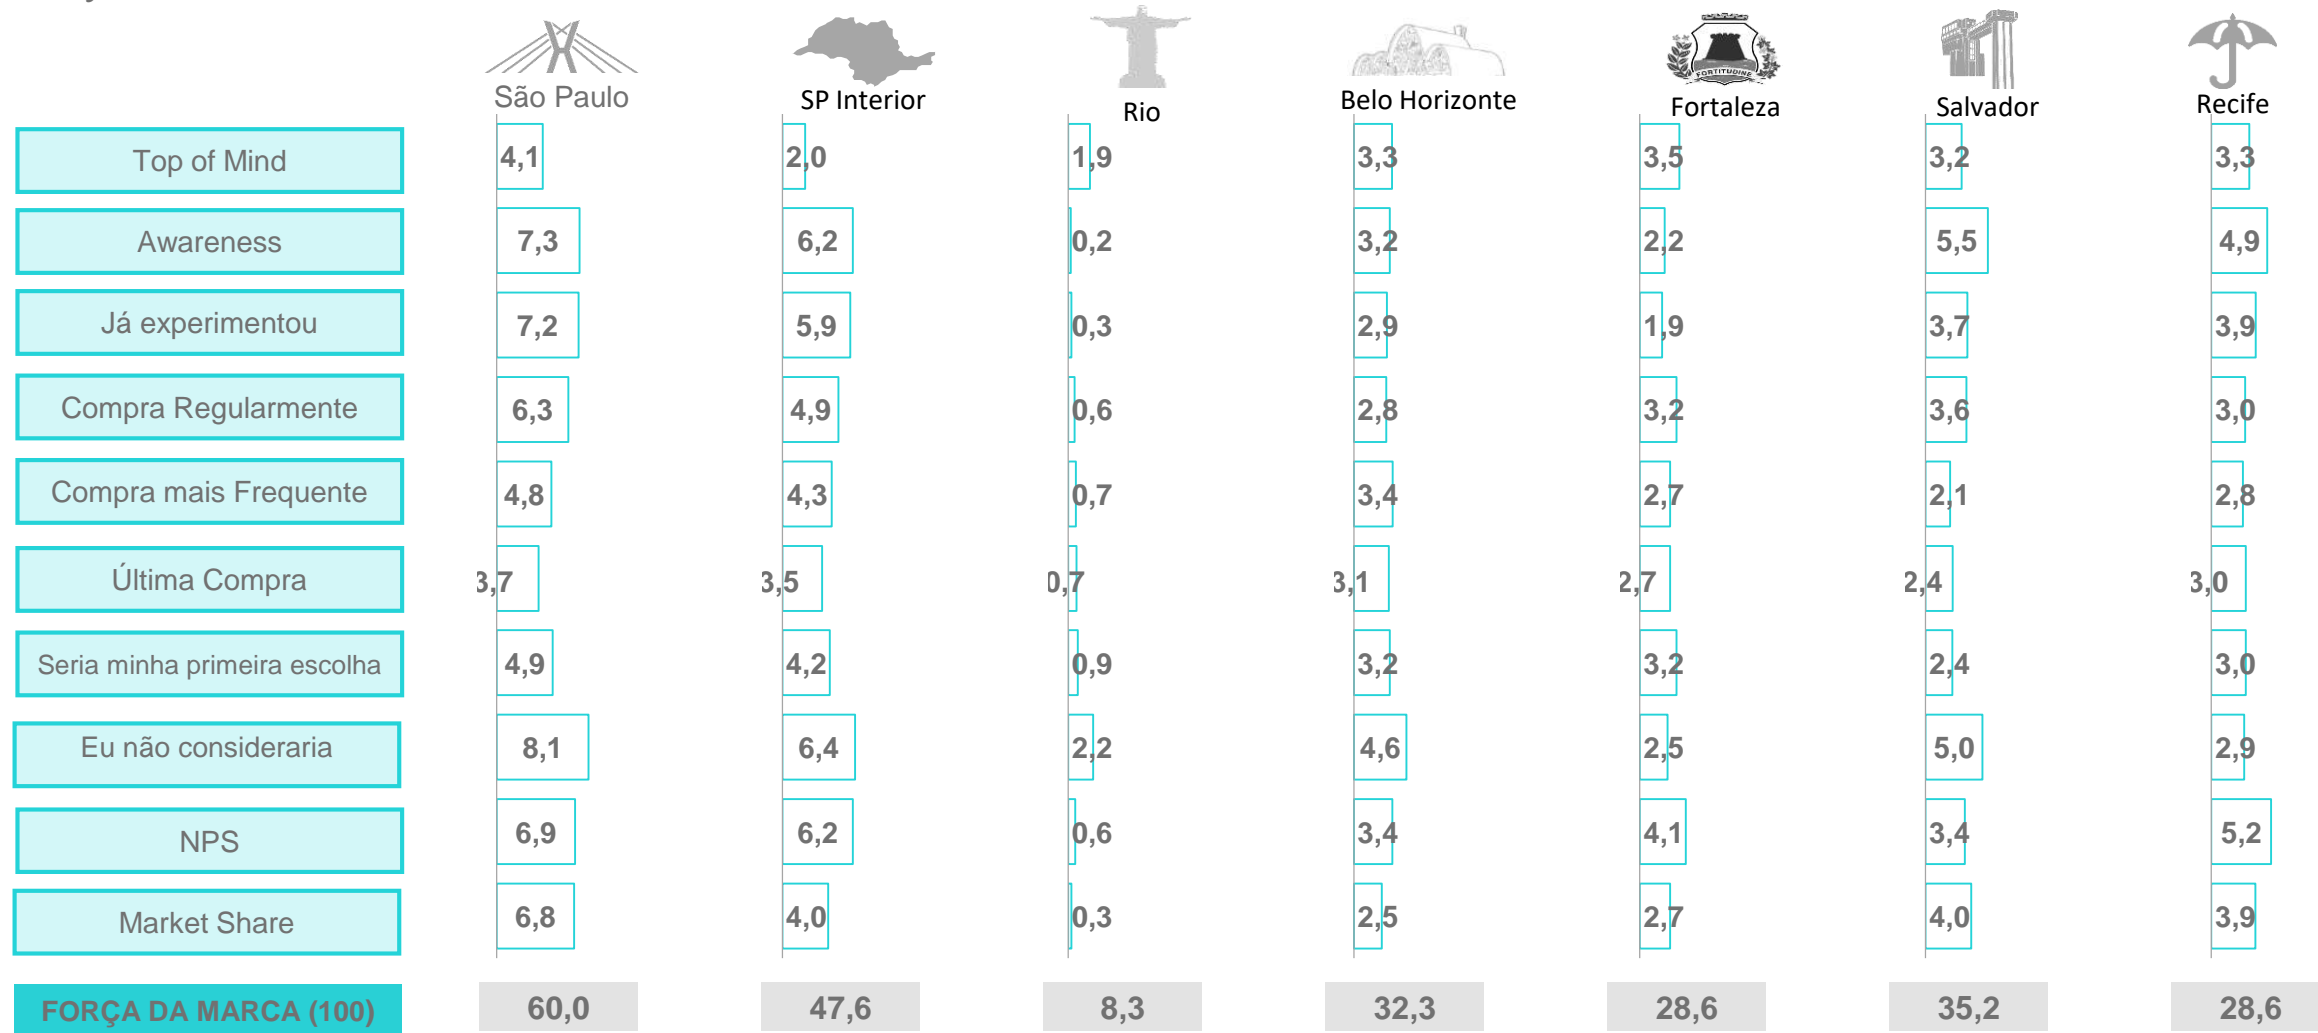 São Paulo
SP Interior
Rio
Belo Horizonte
FORTITUDINE
Fortaleza
Salvador
Recife
Top of Mind 4,1 2,0 1,9 3,3 3,5 3,2 3,3
Awareness 7,3 6,2 0,2 3,2 2,2 5,5 4,9
Já experimentou 7,2 5,9 0,3 2,9 1,9 3,7 3,9
Compra Regularmente 6,3 4,9 0,6 2,8 3,2 3,6 3,0
Compra mais Frequente 4,8 4,3 0,7 3,4 2,7 2,1 2,8
Última Compra 3,7 3,5 0,7 3,1 2,7 2,4 3,0
Seria minha primeira escolha 4,9 4,2 0,9 3,2 3,2 2,4 3,0
Eu não consideraria 8,1 6,4 2,2 4,6 2,5 5,0 2,9
NPS 6,9 6,2 0,6 3,4 4,1 3,4 5,2
Market Share 6,8 4,0 0,3 2,5 2,7 4,0 3,9
FORÇA DA MARCA (100) 60,0 47,6 8,3 32,3 28,6 35,2 28,6